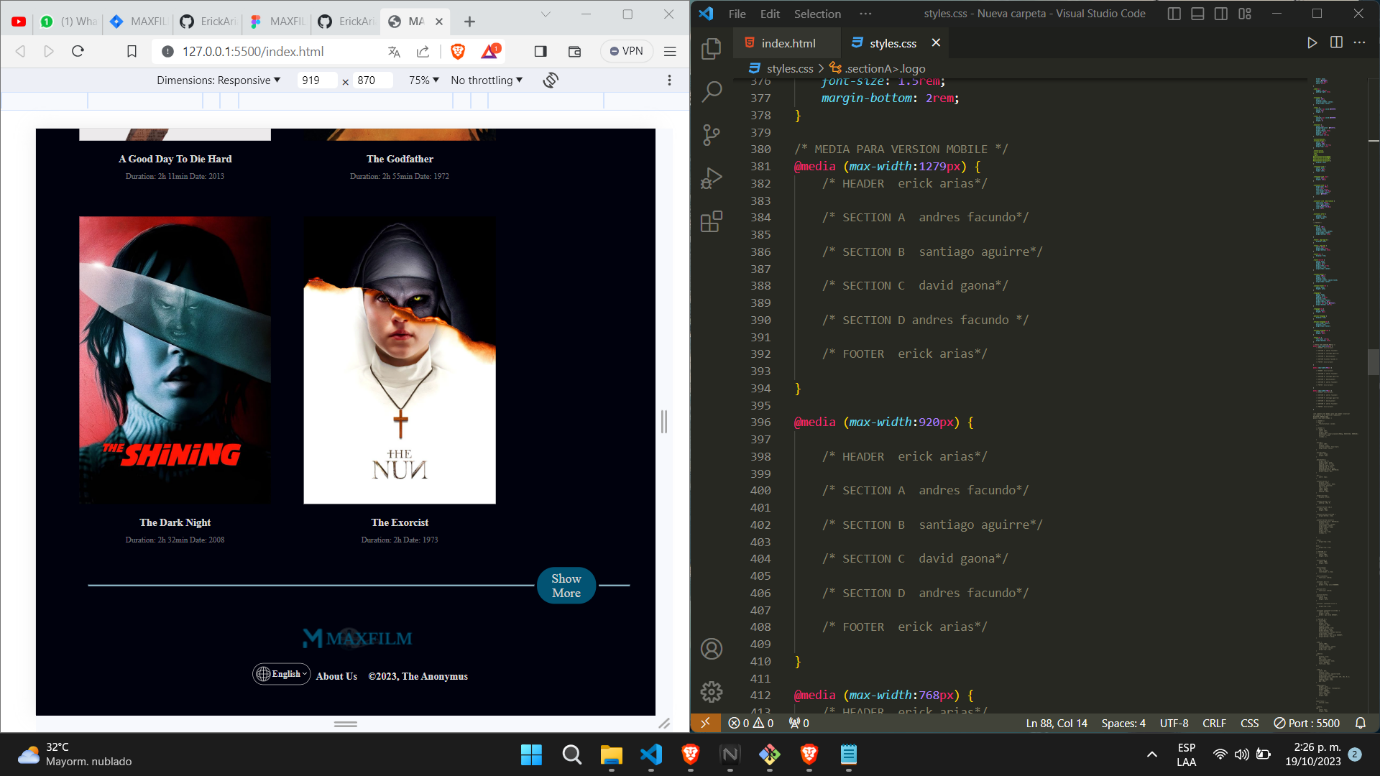 (1) Wha
MAXFIL
ErickAri
MAXFIL
ErickAri
MA
127.0.0.1:5500/index.html
VPN
Dimensions: Responsive
919
×
870
75%
No throttling
A Good Day To Die Hard
Duration: 2h 11min Date: 2013
The Godfather
Duration: 2h 55min Date: 1972
THE SHiNiNG
THE
NUN
The Dark Night
Duration: 2h 32min Date: 2008
The Exorcist
Duration: 2h Date: 1973
Show
More
MAXFILM
English
About Us
©2023, The Anonymus
File Edit Selection ···
styles.css - Nueva carpeta - Visual Studio Code
index.html
styles.css
styles.css > .sectionA>.logo
376 font-size: 1.5rem;
377 margin-bottom: 2rem;
378 }
379
380 /* MEDIA PARA VERSION MOBILE */
381 @media (max-width:1279px) {
382 /* HEADER  erick arias*/
383
384 /* SECTION A  andres facundo*/
385
386 /* SECTION B  santiago aguirre*/
387
388 /* SECTION C  david gaona*/
389
390 /* SECTION D andres facundo */
391
392 /* FOOTER  erick arias*/
393
394 }
395
396 @media (max-width:920px) {
397
398 /* HEADER  erick arias*/
399
400 /* SECTION A  andres facundo*/
401
402 /* SECTION B  santiago aguirre*/
403
404 /* SECTION C  david gaona*/
405
406 /* SECTION D  andres facundo*/
407
408 /* FOOTER  erick arias*/
409
410 }
411
412 @media (max-width:768px) {
413 /* HEADER  erick arias*/
0 0 0
Ln 88, Col 14
Spaces: 4
UTF-8
CRLF
CSS
Port : 5500
32°C
Mayorm. nublado
ESP
LAA
2:26 p. m.
19/10/2023
2